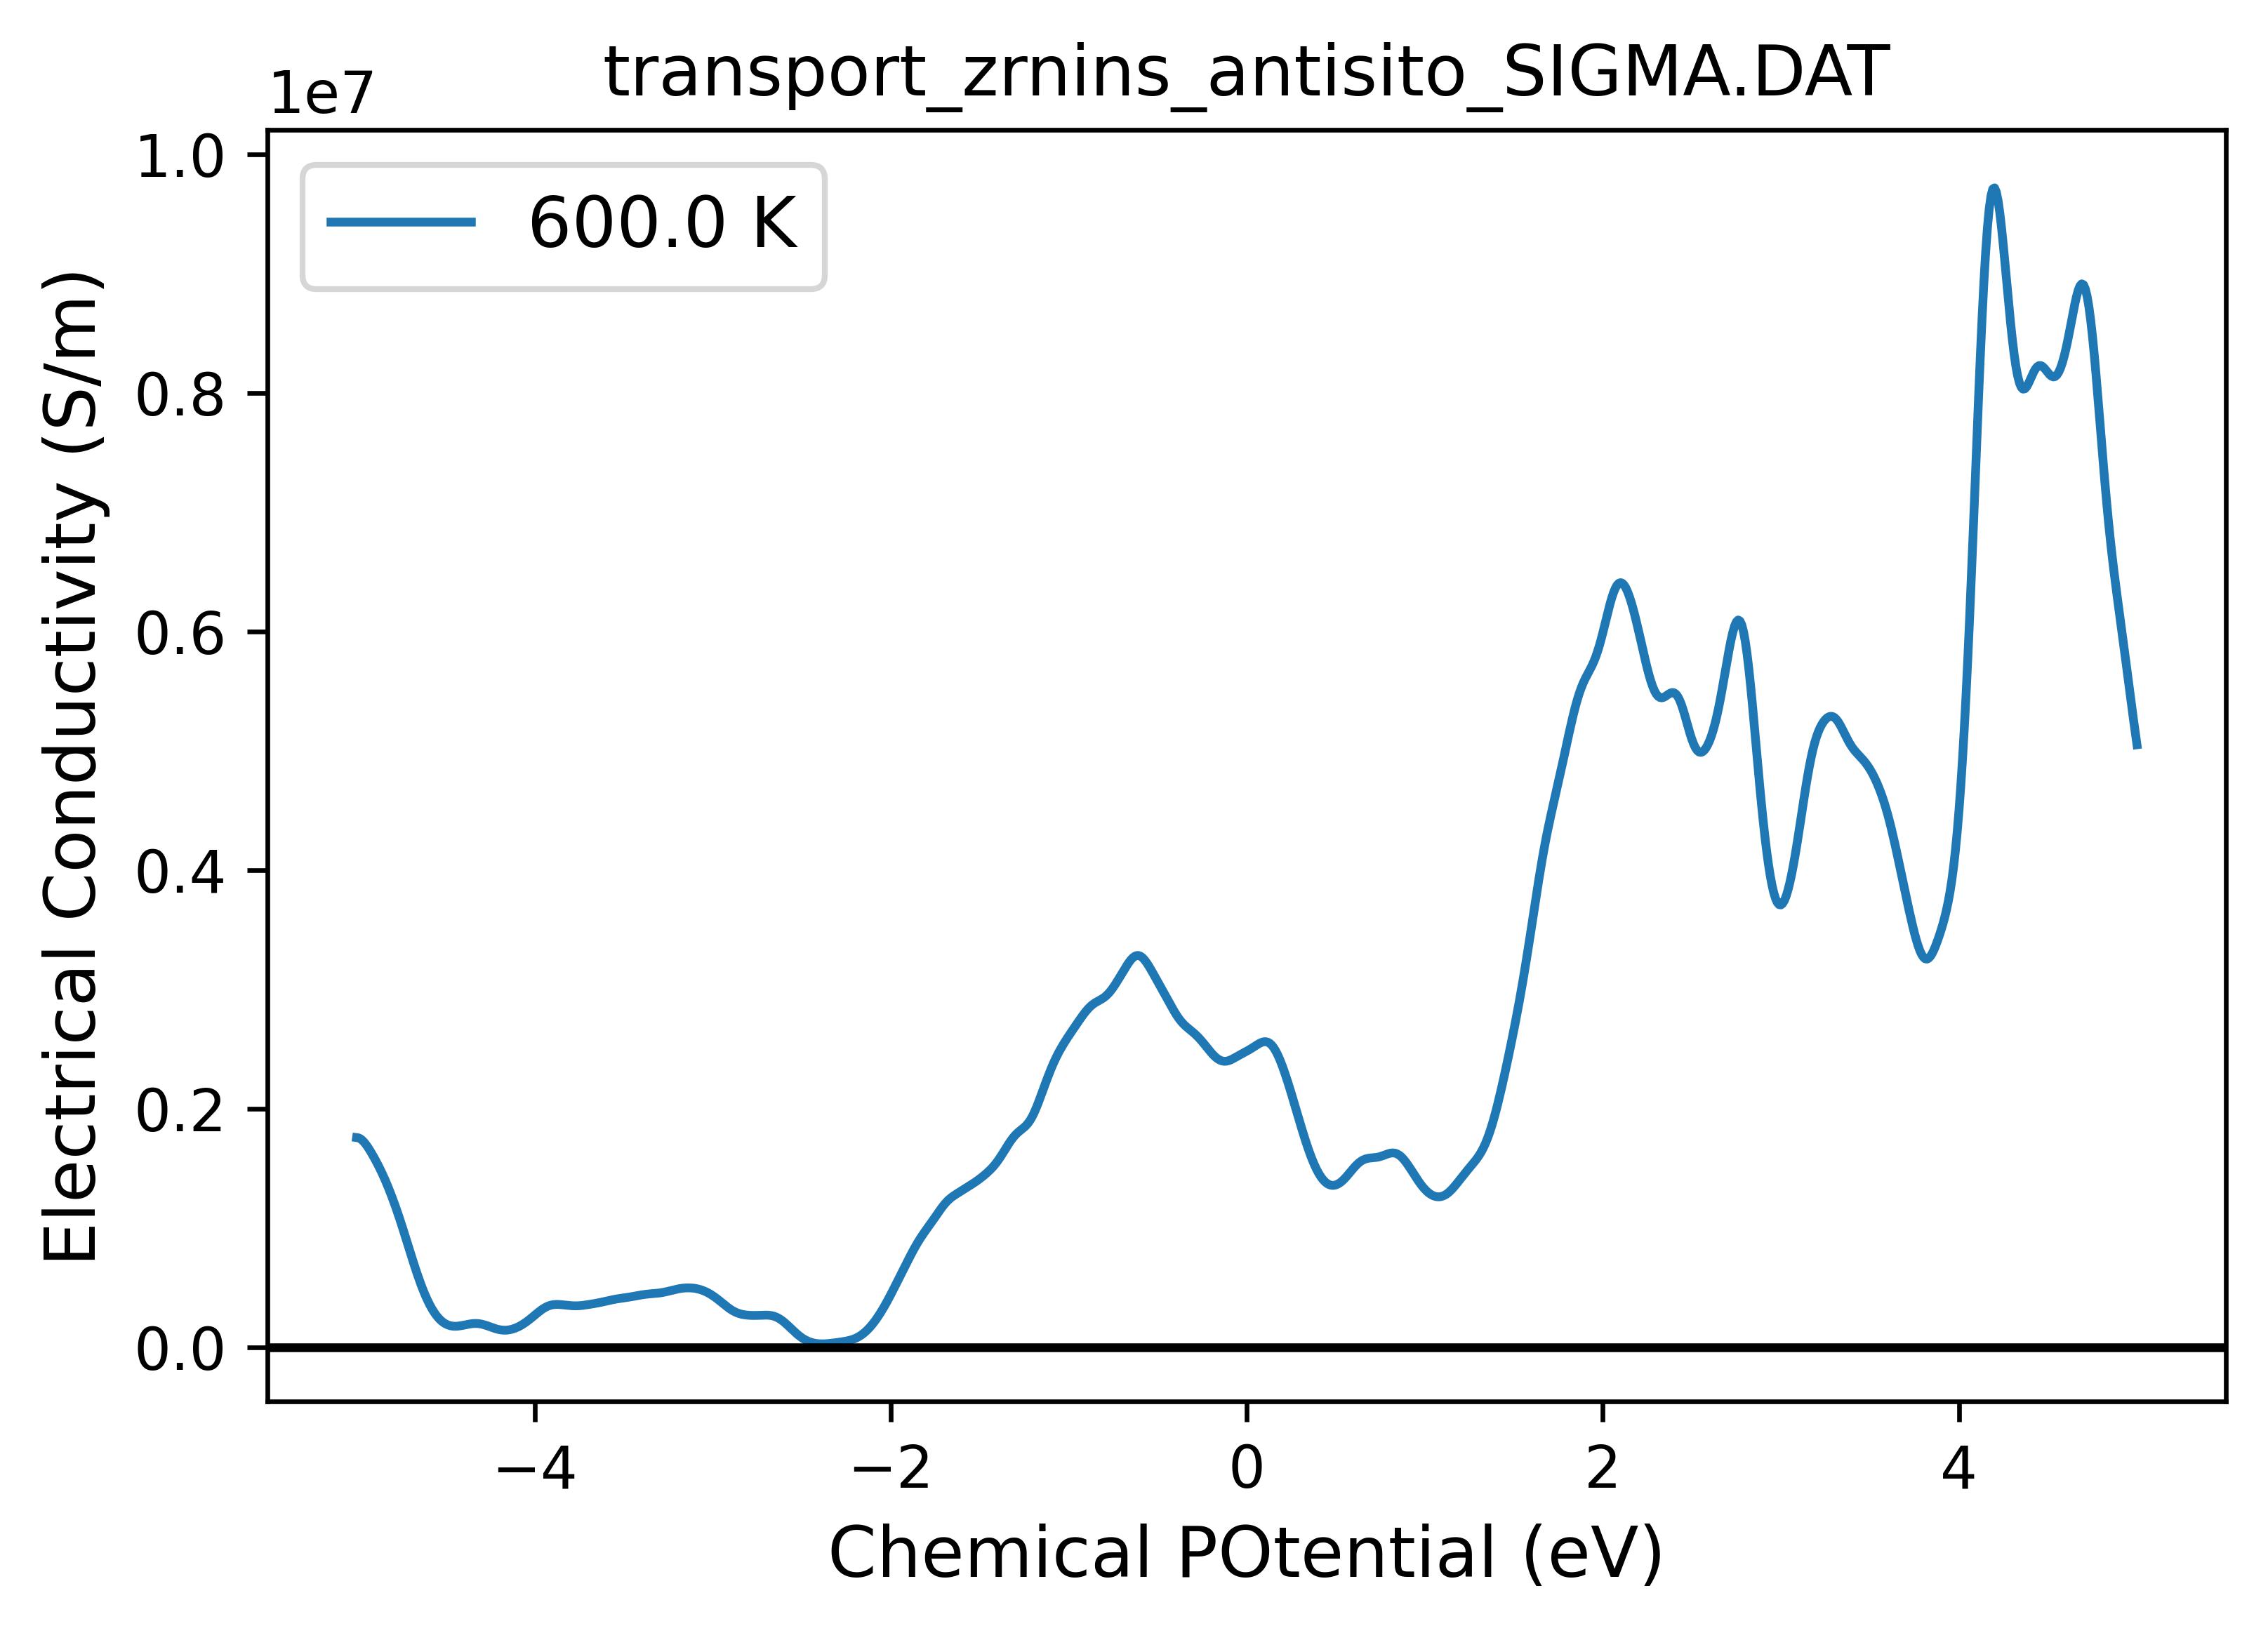 transport_zrnins_antisito_SIGMA.DAT
1e7
600.0 K
1.0
0.8
0.6
0.4
0.2
0.0
Electrical Conductivity (S/m)
−4 −2 0 2 4
Chemical POtential (eV)